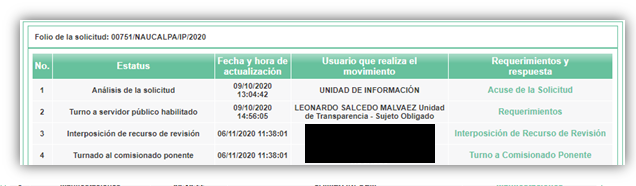 Folio de la solicitud: 00751/NAUCALPA/IP/2020
No. Estatus Fecha y hora de actualización Usuario que realiza el movimiento Requerimientos y respuesta
1 Análisis de la solicitud 09/10/2020 13:04:42 UNIDAD DE INFORMACIÓN Acuse de la Solicitud
2 Turno a servidor público habilitado 09/10/2020 14:56:05 LEONARDO SALCEDO MALVAEZ Unidad de Transparencia - Sujeto Obligado Requerimientos
3 Interposición de recurso de revisión 06/11/2020 11:38:01 Interposición de Recurso de Revisión
4 Turnado al comisionado ponente 06/11/2020 11:38:01 Turno a Comisionado Ponente